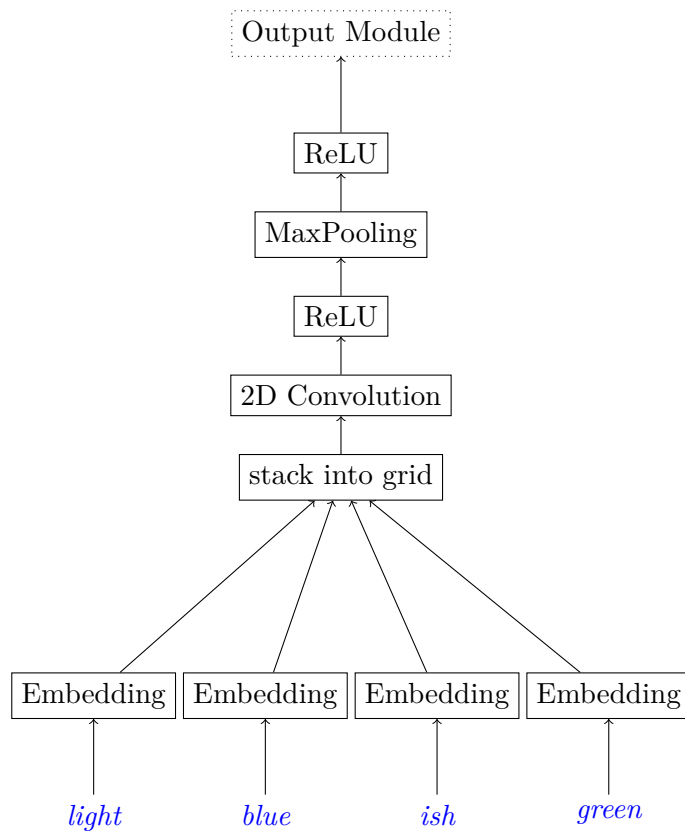 Output Module
ReLU
MaxPooling
ReLU
2D Convolution
stack into grid
Embedding Embedding Embedding Embedding
light blue ish green